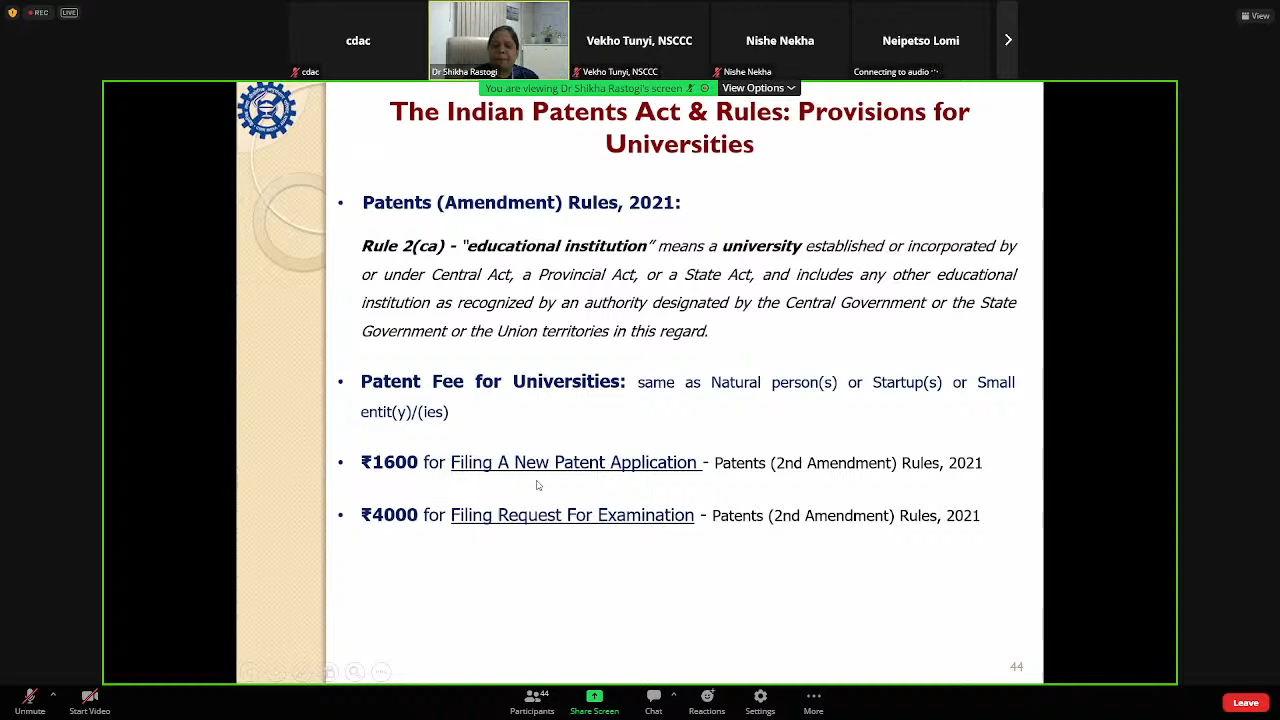 REC
LIVE
View
cdac
Vekho Tunyi, NSCCC
Nishe Nekha
Neipetso Lomi
cdac
Dr Shikha Rastogi
Vekho Tunyi, NSCCC
Nishe Nekha
Connecting to audio
You are viewing Dr Shikha Rastogi's screen
View Options
The Indian Patents Act & Rules: Provisions for
Universities
• Patents (Amendment) Rules, 2021:
Rule 2(ca) - "educational institution" means a university established or incorporated by
or under Central Act, a Provincial Act, or a State Act, and includes any other educational
institution as recognized by an authority designated by the Central Government or the State
Government or the Union territories in this regard.
• Patent Fee for Universities: same as Natural person(s) or Startup(s) or Small
entit(y)/(ies)
• ₹1600 for Filing A New Patent Application - Patents (2nd Amendment) Rules, 2021
• ₹4000 for Filing Request For Examination - Patents (2nd Amendment) Rules, 2021
44
Unmute
Start Video
Participants
44
Share Screen
Chat
Reactions
Settings
More
Leave